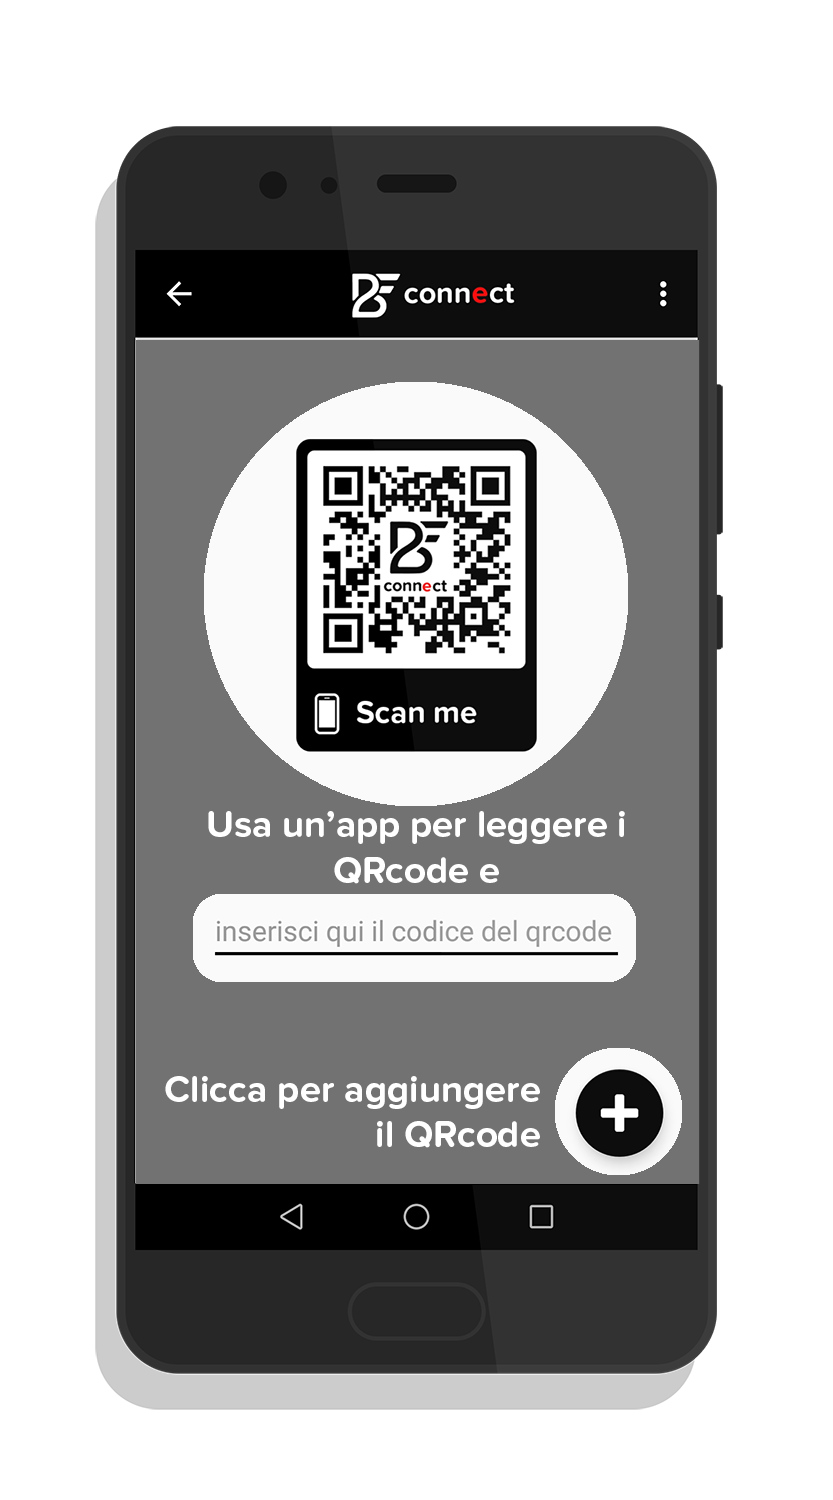 BF connect
BF
connect
Scan me
Usa un'app per leggere i
QRcode e
inserisci qui il codice del qrcode
Clicca per aggiungere
il QRcode